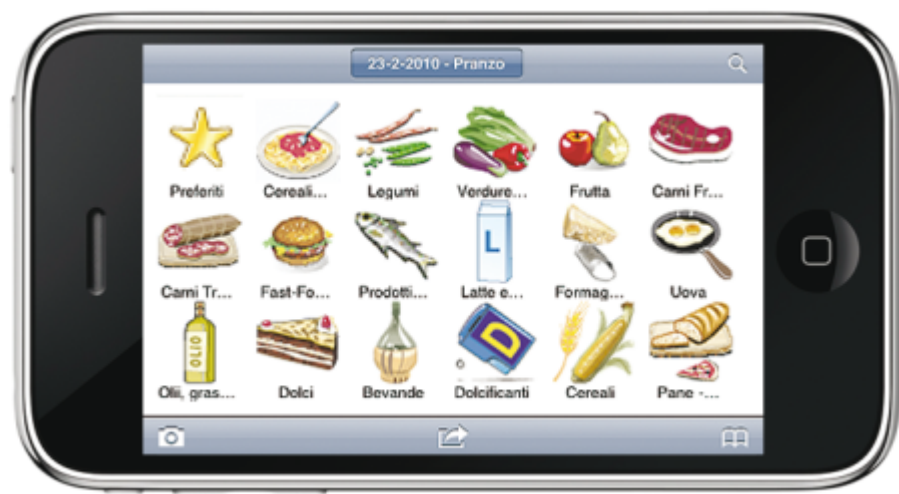 23-2-2010 - Pranzo
Preferiti Cereali... Legumi Verdure... Frutta Carni Fr...
Carni Tr... Fast-Fo... Prodotti... Latte e... Formag... Uova
Olii, gras... Dolci Bevande Dolcificanti Cereali Pane -...
L
OLIO
D